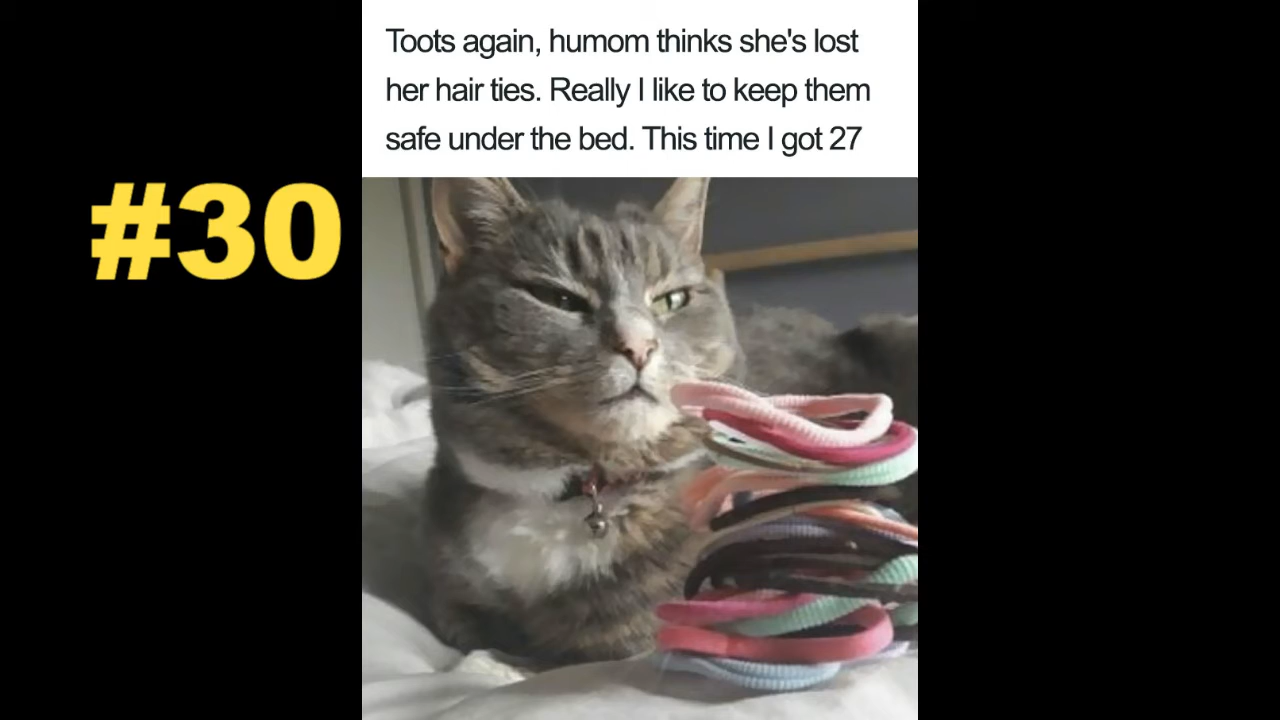 Toots again, humom thinks she's lost
her hair ties. Really I like to keep them
safe under the bed. This time I got 27
#30